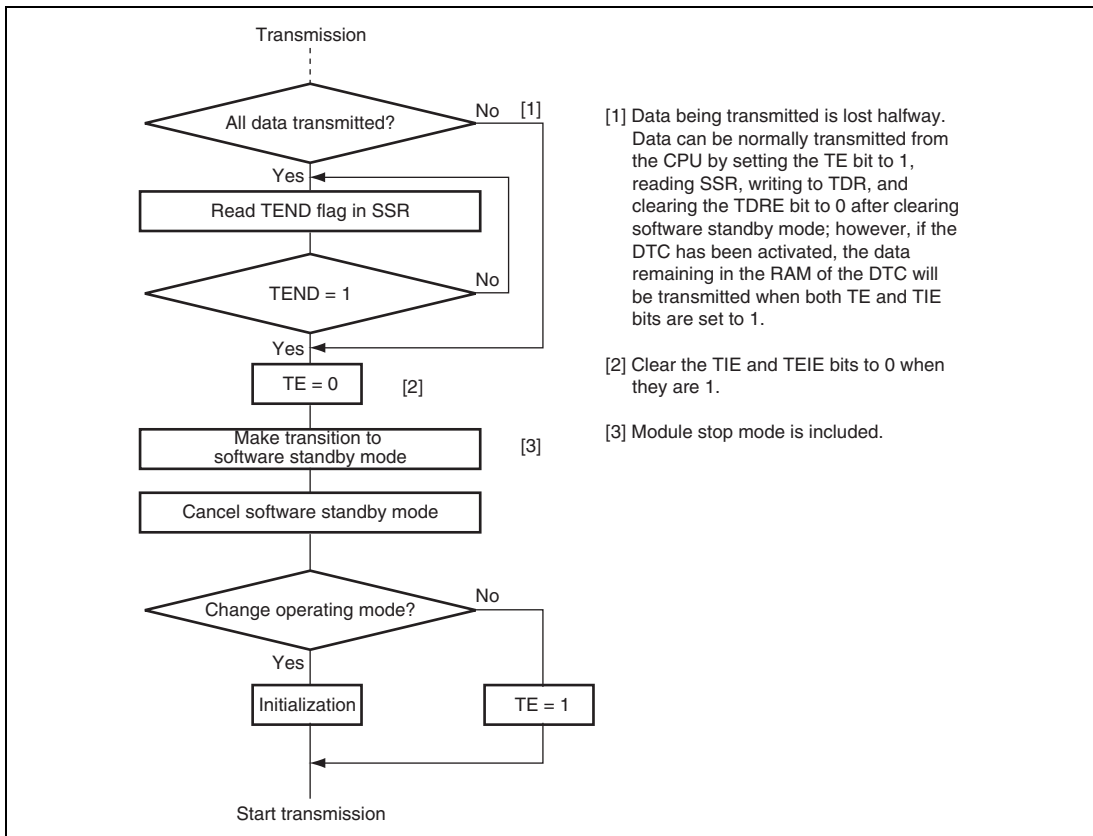 Transmission
All data transmitted?
No
[1]
Yes
Read TEND flag in SSR
TEND = 1
No
Yes
TE = 0
[2]
Make transition to
software standby mode
[3]
Cancel software standby mode
Change operating mode?
No
Yes
Initialization
TE = 1
Start transmission
[1] Data being transmitted is lost halfway.
Data can be normally transmitted from
the CPU by setting the TE bit to 1,
reading SSR, writing to TDR, and
clearing the TDRE bit to 0 after clearing
software standby mode; however, if the
DTC has been activated, the data
remaining in the RAM of the DTC will
be transmitted when both TE and TIE
bits are set to 1.
[2] Clear the TIE and TEIE bits to 0 when
they are 1.
[3] Module stop mode is included.